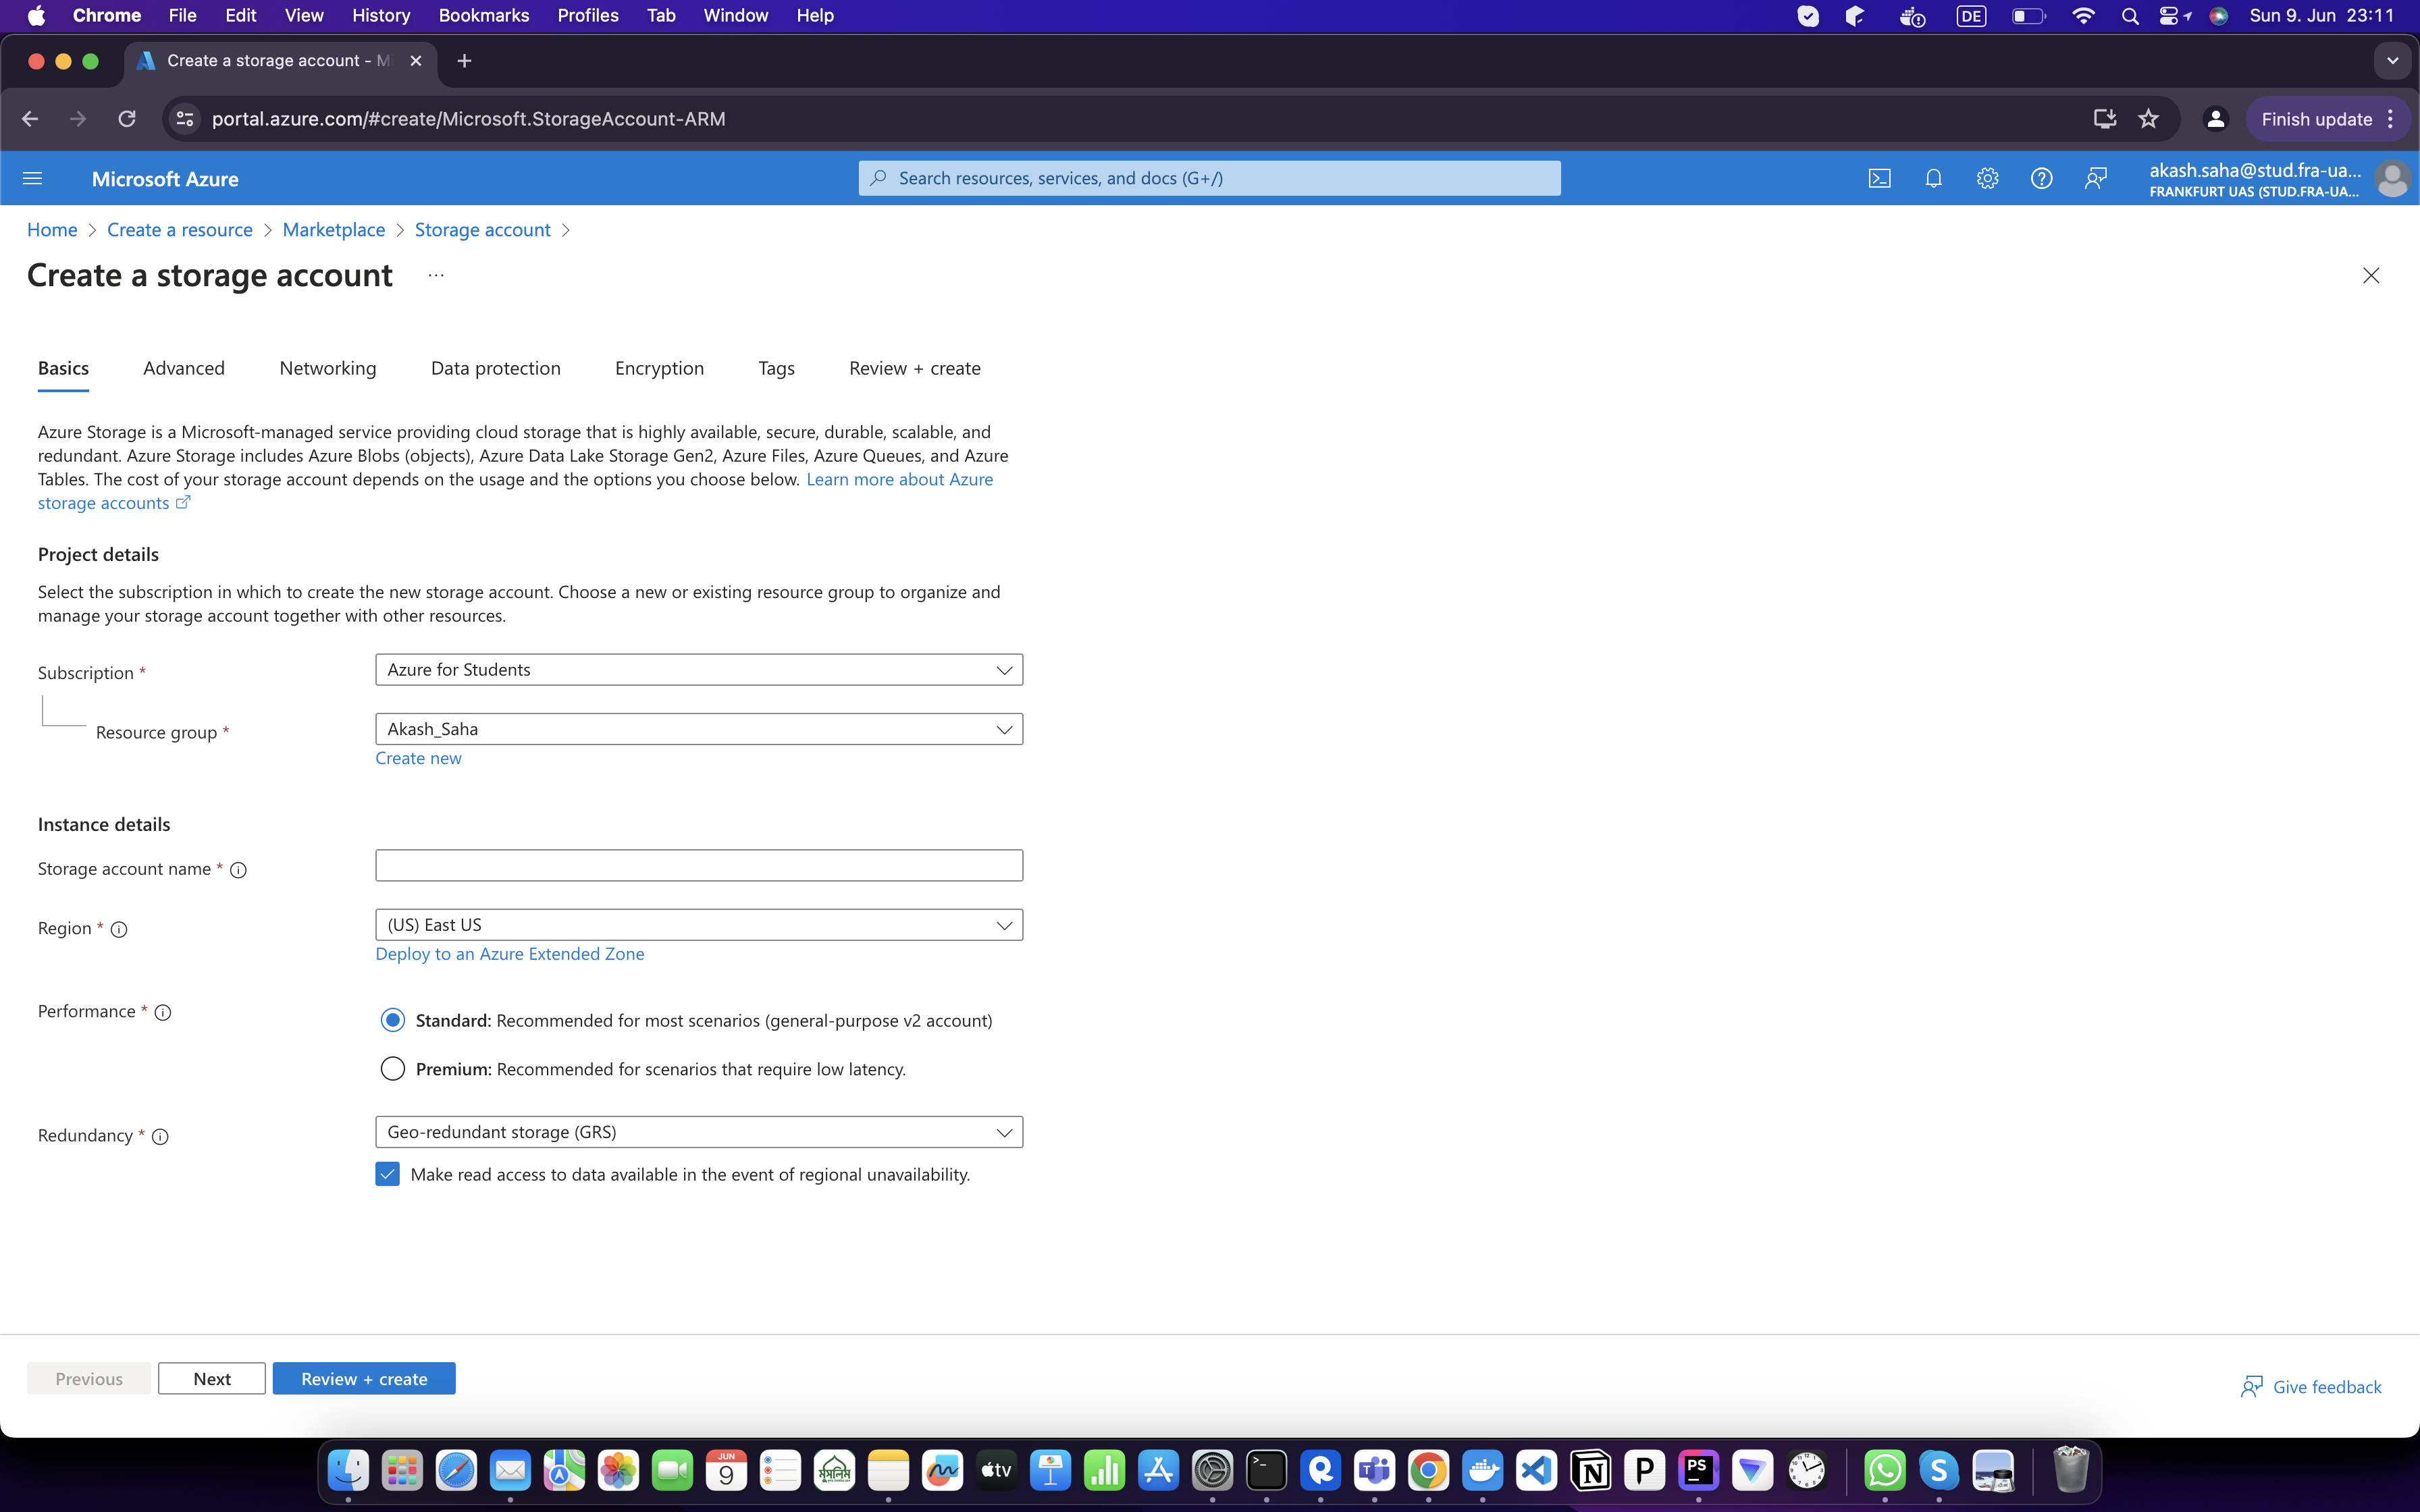 Chrome File Edit View History Bookmarks Profiles Tab Window Help DE Sun 9. Jun 23:11
Create a storage account - M
portal.azure.com/#create/Microsoft.StorageAccount-ARM Finish update
Microsoft Azure Search resources, services, and docs (G+/) akash.saha@stud.fra-ua...
FRANKFURT UAS (STUD.FRA-UA...
Home > Create a resource > Marketplace > Storage account >
Create a storage account ...
Basics Advanced Networking Data protection Encryption Tags Review + create
Azure Storage is a Microsoft-managed service providing cloud storage that is highly available, secure, durable, scalable, and
redundant. Azure Storage includes Azure Blobs (objects), Azure Data Lake Storage Gen2, Azure Files, Azure Queues, and Azure
Tables. The cost of your storage account depends on the usage and the options you choose below. Learn more about Azure
storage accounts
Project details
Select the subscription in which to create the new storage account. Choose a new or existing resource group to organize and
manage your storage account together with other resources.
Subscription * Azure for Students
Resource group * Akash_Saha
Create new
Instance details
Storage account name *
Region * (US) East US
Deploy to an Azure Extended Zone
Performance * Standard: Recommended for most scenarios (general-purpose v2 account)
Premium: Recommended for scenarios that require low latency.
Redundancy * Geo-redundant storage (GRS)
Make read access to data available in the event of regional unavailability.
Previous Next Review + create
Give feedback
JUN
9
মুসলিম
tv
PS